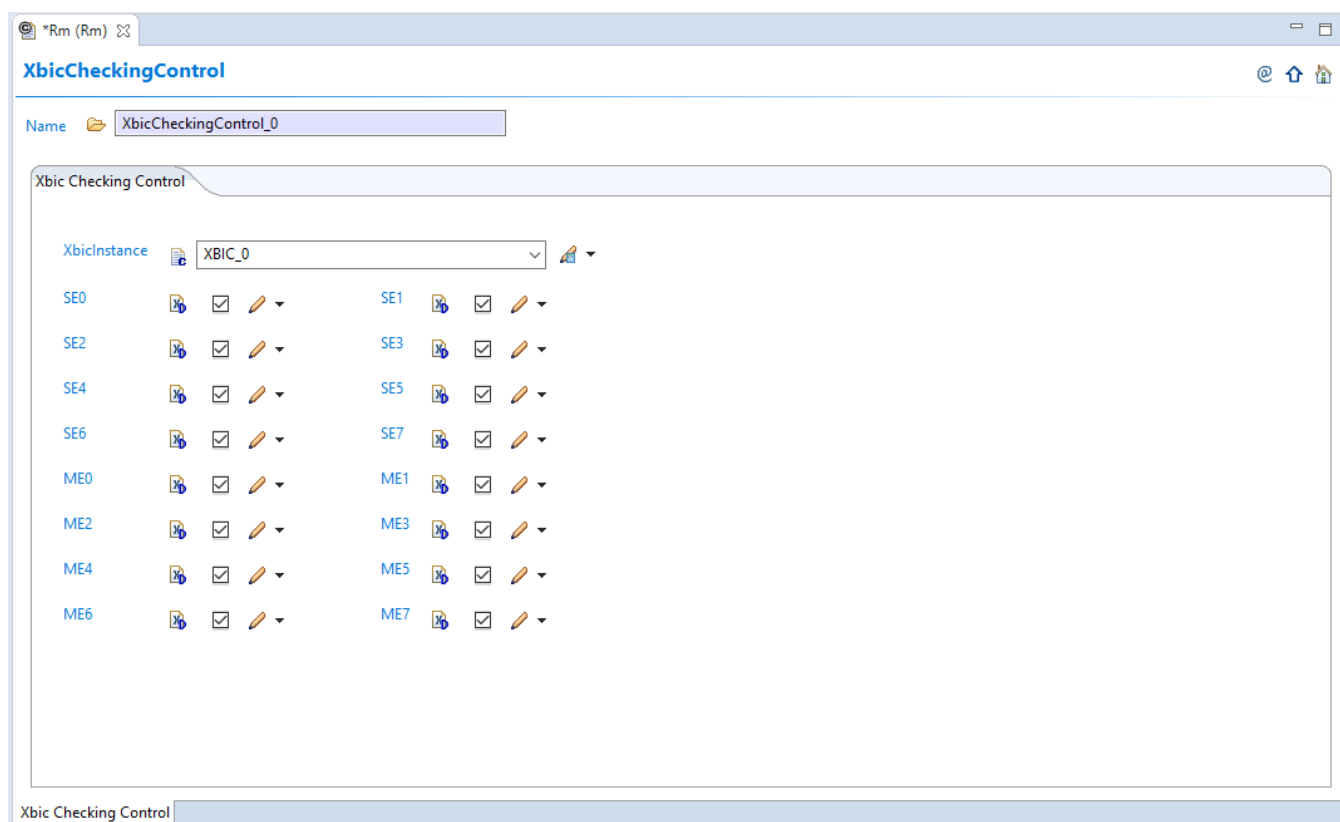 *Rm (Rm)
XbicCheckingControl
Name XbicCheckingControl_0
Xbic Checking Control
XbicInstance XBIC_0
SE0 SE1
SE2 SE3
SE4 SE5
SE6 SE7
ME0 ME1
ME2 ME3
ME4 ME5
ME6 ME7
Xbic Checking Control